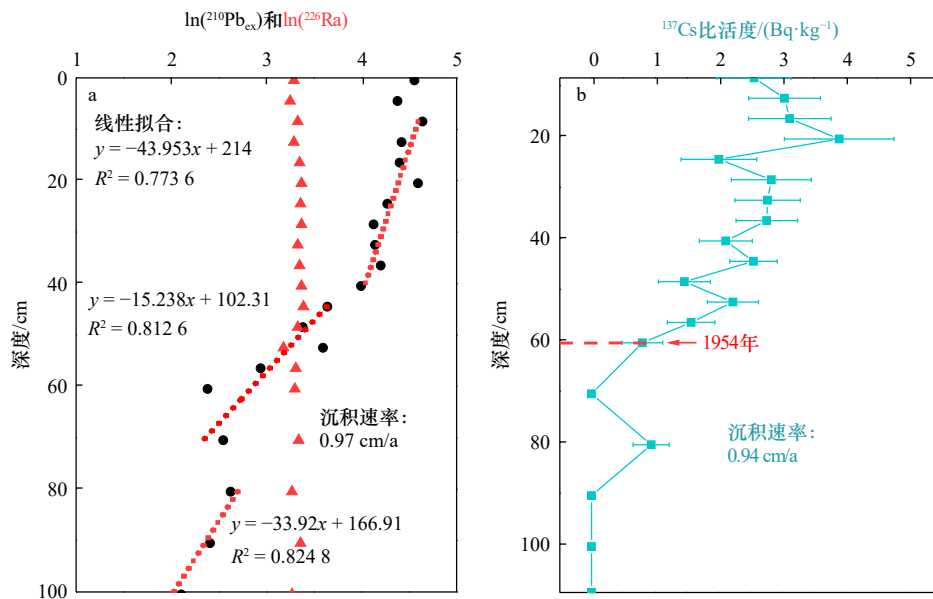 ln(²¹⁰Pbₑₓ)和ln(²²⁶Ra)
1 2 3 4 5
0
20
40
60
80
100
深度/cm
a
线性拟合：
y = −43.953x + 214
R² = 0.773 6
y = −15.238x + 102.31
R² = 0.812 6
沉积速率：
0.97 cm/a
y = −33.92x + 166.91
R² = 0.824 8
¹³⁷Cs比活度/(Bq·kg⁻¹)
0 1 2 3 4 5
20
40
60
80
100
深度/cm
b
1954年
沉积速率：
0.94 cm/a